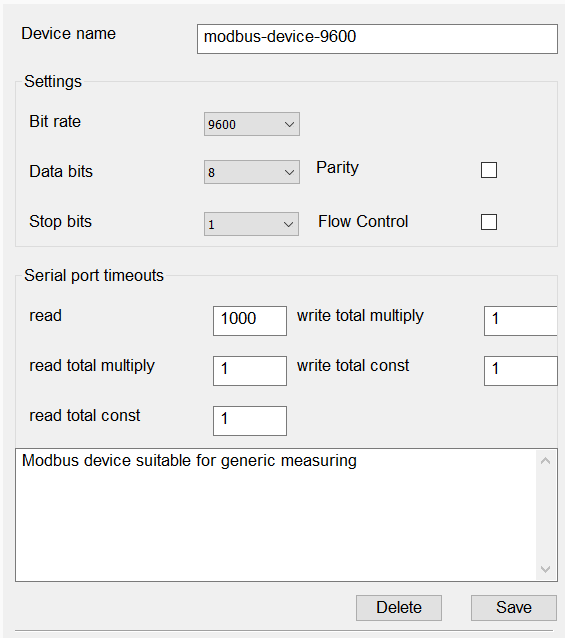 Device name modbus-device-9600
Settings
Bit rate 9600
Data bits 8 Parity
Stop bits 1 Flow Control
Serial port timeouts
read 1000 write total multiply 1
read total multiply 1 write total const 1
read total const 1
Modbus device suitable for generic measuring
Delete Save